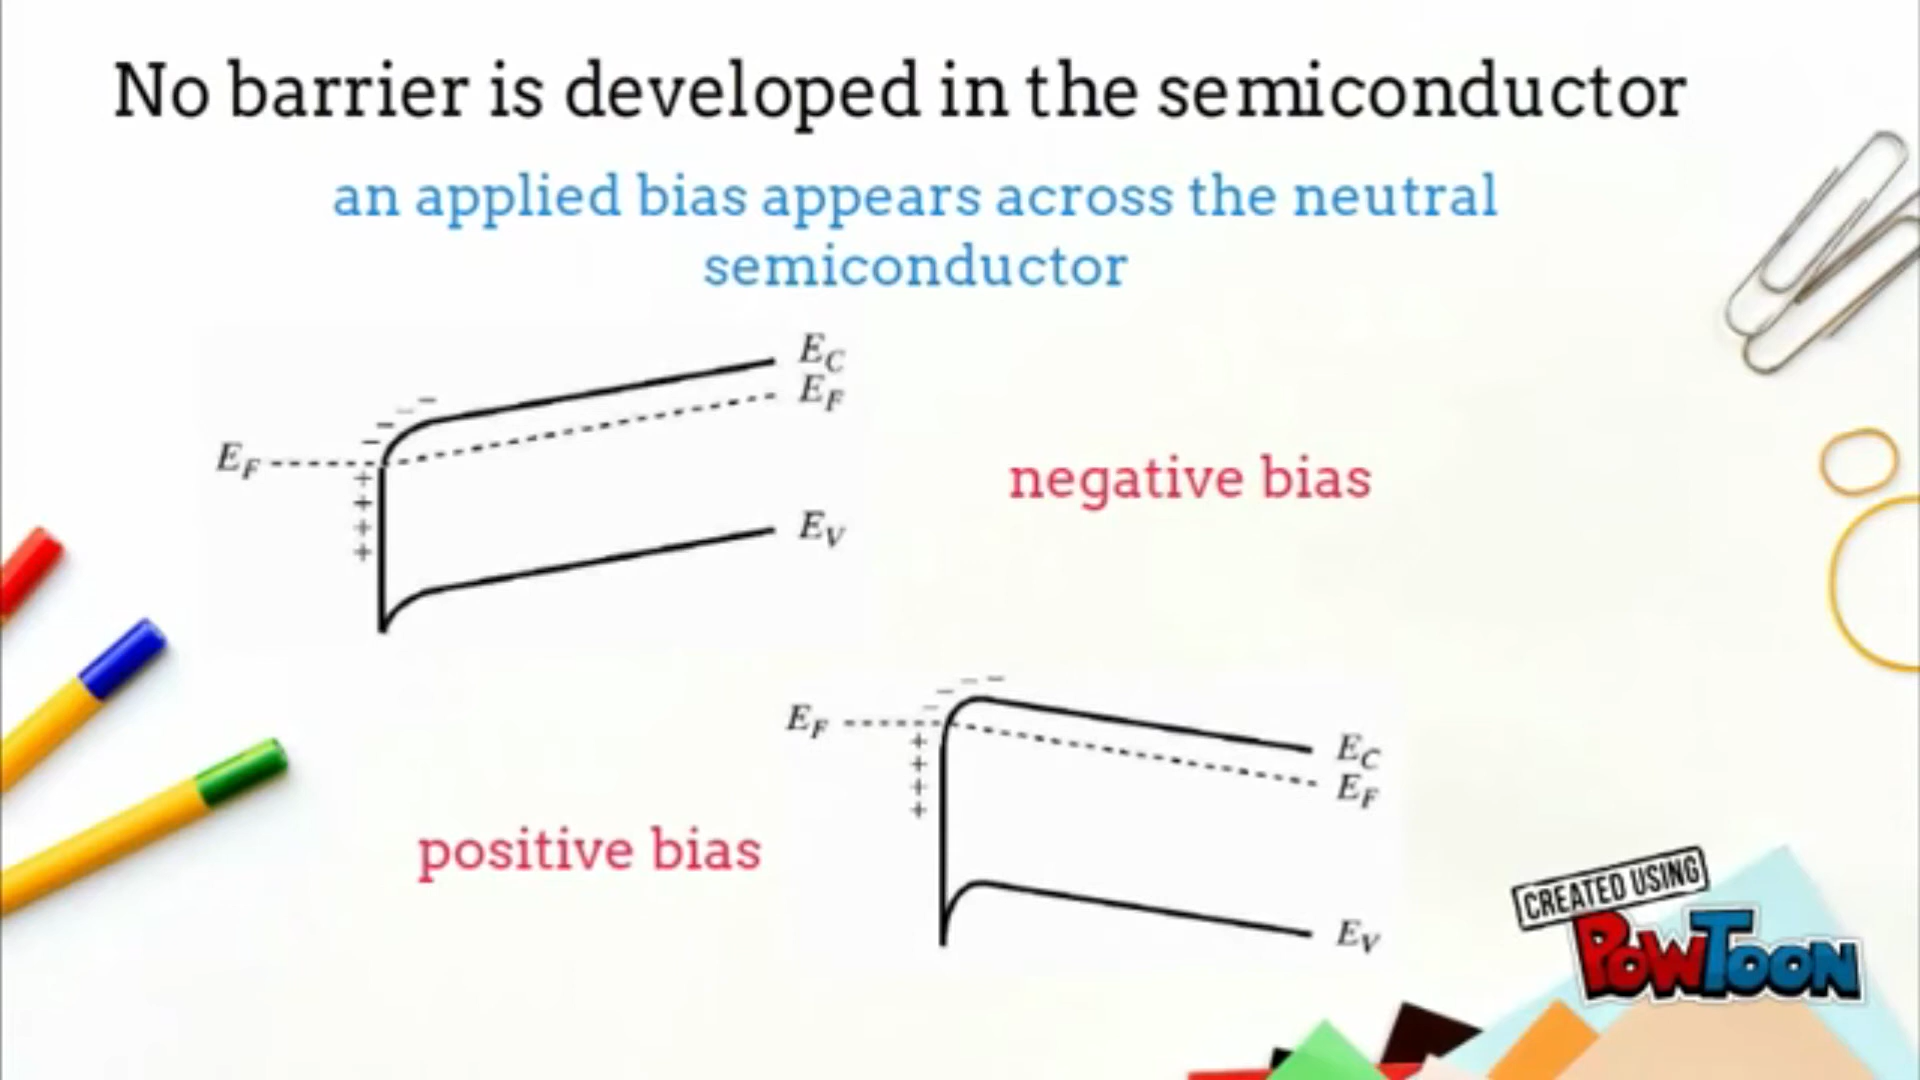 No barrier is developed in the semiconductor
an applied bias appears across the neutral
semiconductor
E_C
E_F
E_F
E_V
negative bias
E_F
E_C
E_F
E_V
positive bias
CREATED USING
POWTOON